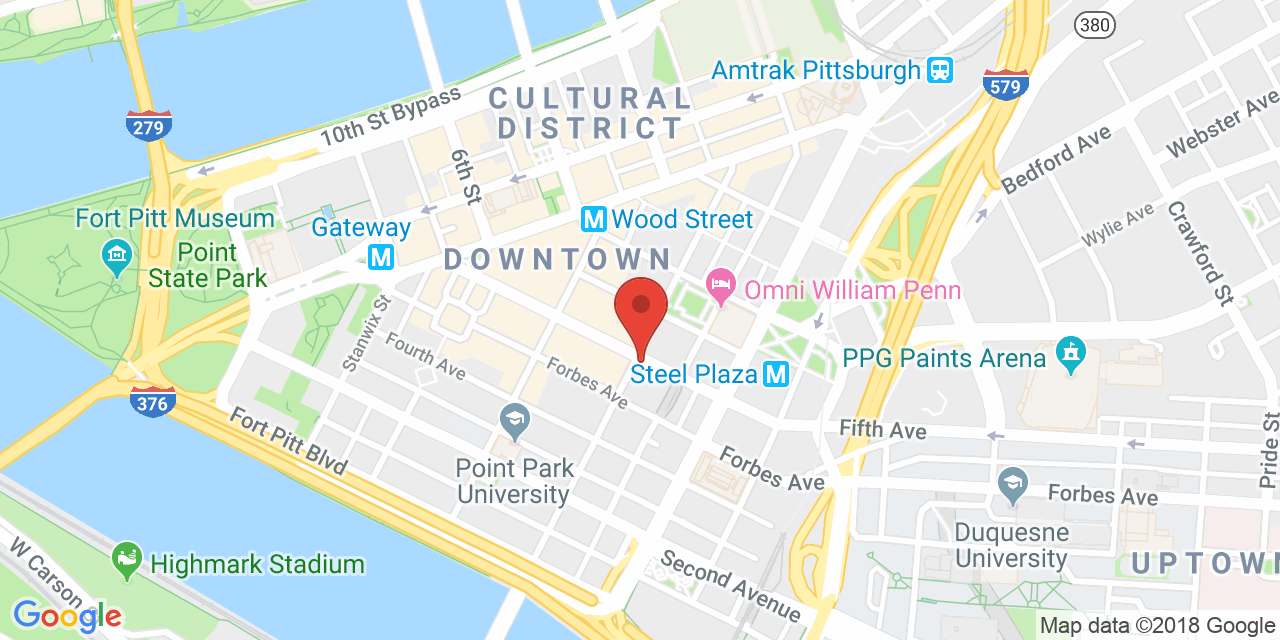 380
Amtrak Pittsburgh
579
CULTURAL
DISTRICT
10th St Bypass
279
Webster Ave
Bedford Ave
6th St
Wylie Ave
Crawford St
Fort Pitt Museum
Gateway
M
M Wood Street
Point
State Park
DOWNTOWN
Omni William Penn
Stanwix St
Fourth Ave
PPG Paints Arena
Steel Plaza M
Forbes Ave
376
Fort Pitt Blvd
Fifth Ave
Pride St
Forbes Ave
Point Park
University
Forbes Ave
Duquesne
University
W Carson
Highmark Stadium
UPTOWN
Second Avenue
Google
Map data ©2018 Google